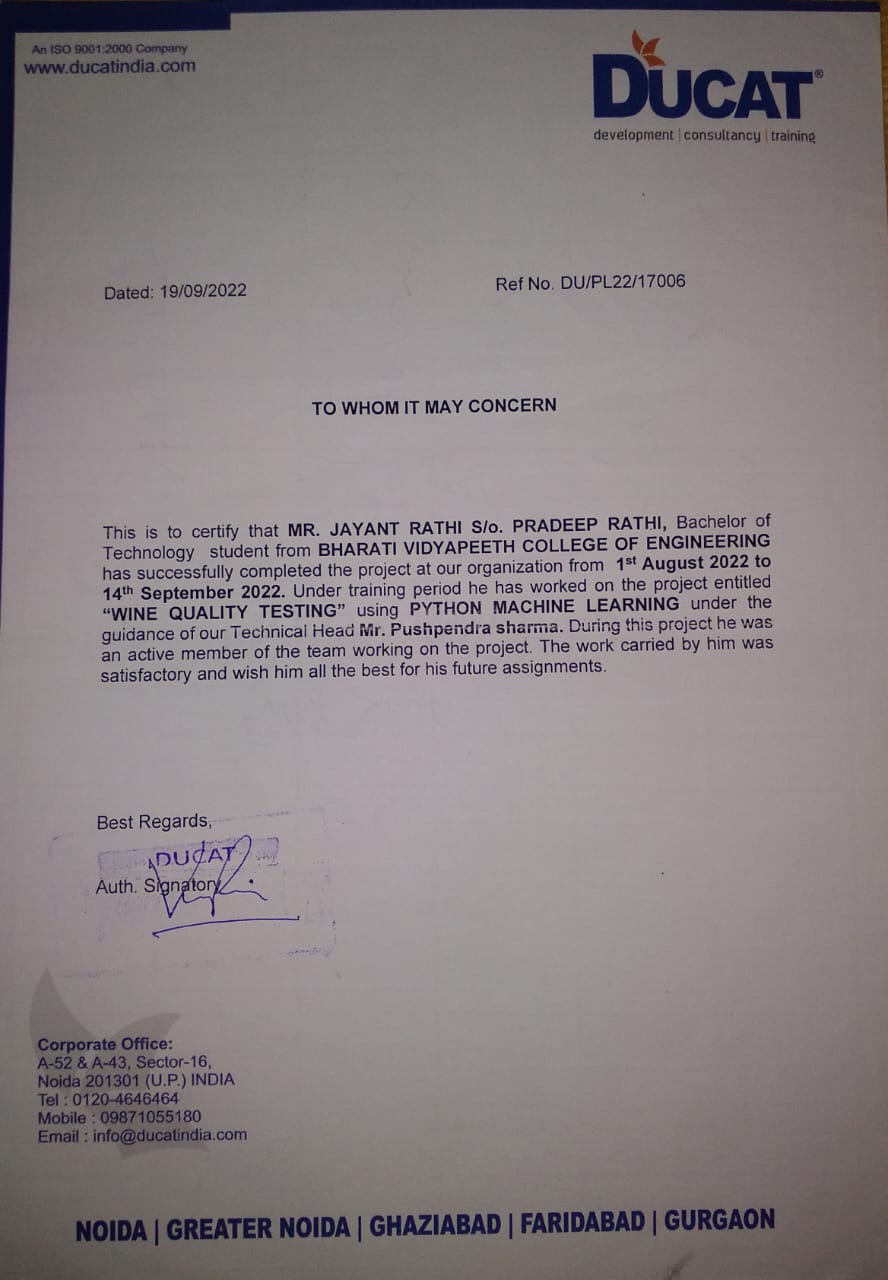 An ISO 9001:2000 Company
www.ducatindia.com
DUCAT®
development | consultancy | training
Dated: 19/09/2022
Ref No. DU/PL22/17006
TO WHOM IT MAY CONCERN
This is to certify that MR. JAYANT RATHI S/o. PRADEEP RATHI, Bachelor of
Technology student from BHARATI VIDYAPEETH COLLEGE OF ENGINEERING
has successfully completed the project at our organization from 1st August 2022 to
14th September 2022. Under training period he has worked on the project entitled
“WINE QUALITY TESTING” using PYTHON MACHINE LEARNING under the
guidance of our Technical Head Mr. Pushpendra sharma. During this project he was
an active member of the team working on the project. The work carried by him was
satisfactory and wish him all the best for his future assignments.
Best Regards,
DUCAT
Auth. Signatory
Corporate Office:
A-52 & A-43, Sector-16,
Noida 201301 (U.P.) INDIA
Tel : 0120-4646464
Mobile : 09871055180
Email : info@ducatindia.com
NOIDA | GREATER NOIDA | GHAZIABAD | FARIDABAD | GURGAON